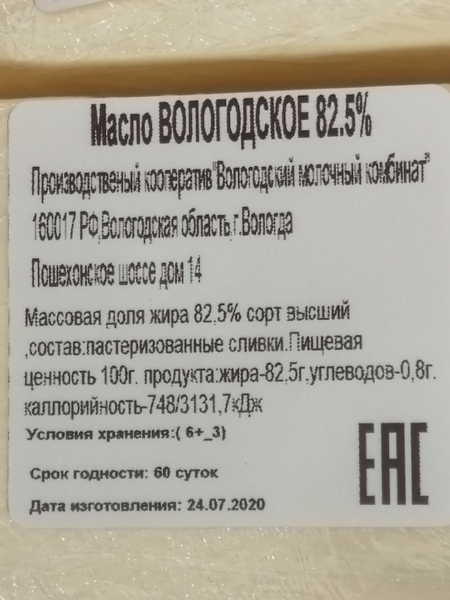 Масло ВОЛОГОДСКОЕ 82.5%
Производственый кооператив"Вологодский молочный комбинат"
160017 РФ,Вологодская область,г.Вологда
Пошехонское шоссе дом 14
Массовая доля жира 82,5% сорт высший
,состав:пастеризованные сливки.Пищевая
ценность 100г. продукта:жира-82,5г.углеводов-0,8г.
каллорийность-748/3131,7кДж
Условия хранения:( 6+_3)
Срок годности: 60 суток
Дата изготовления: 24.07.2020
EAC